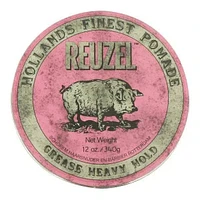 HOLLANDS FINEST POMADE
REUZEL
Net Weight
12 oz. / 340g
GREASE HEAVY HOLD